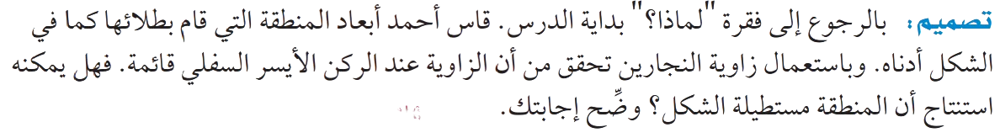 تصميم: بالرجوع إلى فقرة "لماذا؟" بداية الدرس. قاس أحمد أبعاد المنطقة التي قام بطلائها كما في
الشكل أدناه. وباستعمال زاوية النجارين تحقق من أن الزاوية عند الركن الأيسر السفلي قائمة. فهل يمكنه
استنتاج أن المنطقة مستطيلة الشكل؟ وضِّح إجابتك.